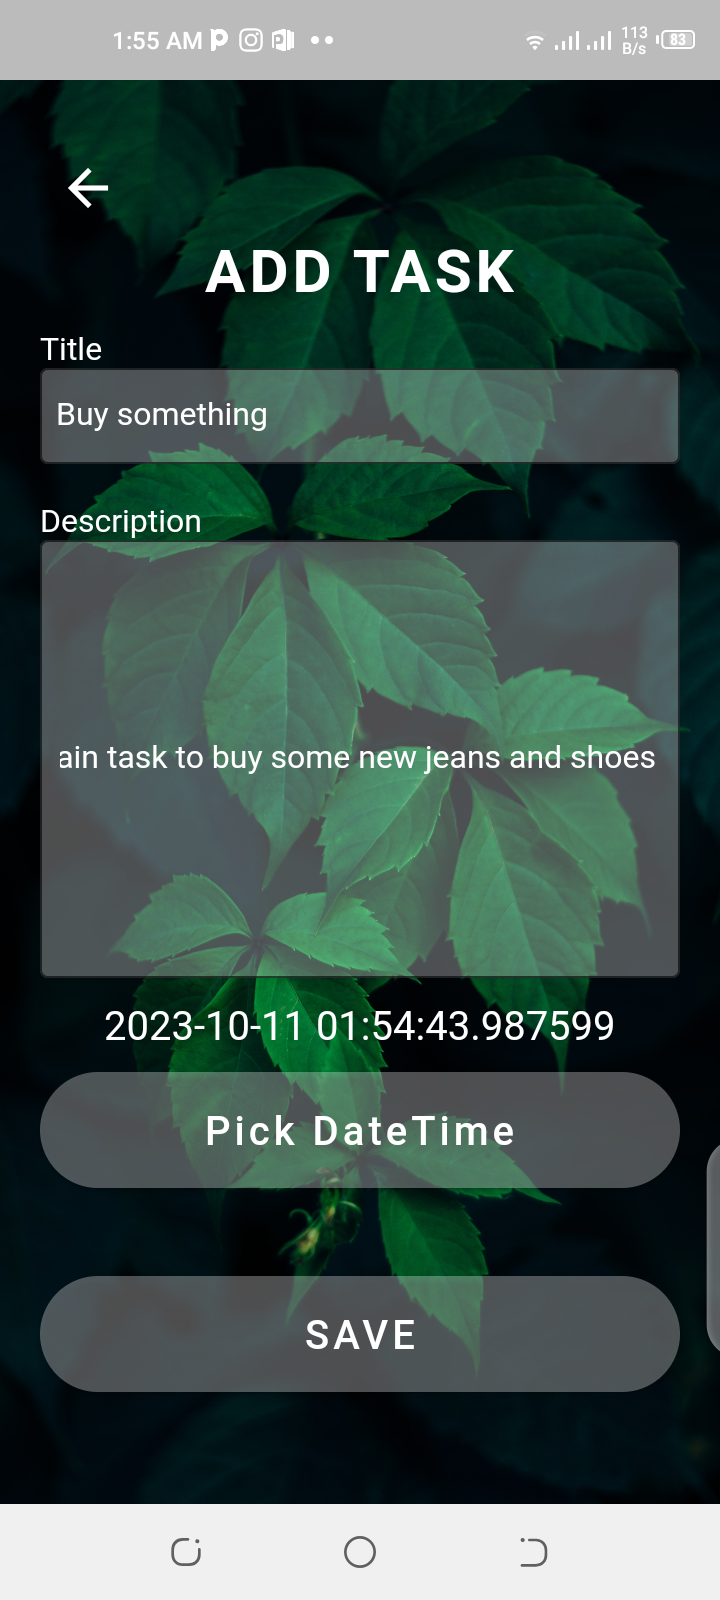 1:55 AM
113
B/s
83
ADD TASK
Title
Buy something
Description
ain task to buy some new jeans and shoes
2023-10-11 01:54:43.987599
Pick DateTime
SAVE